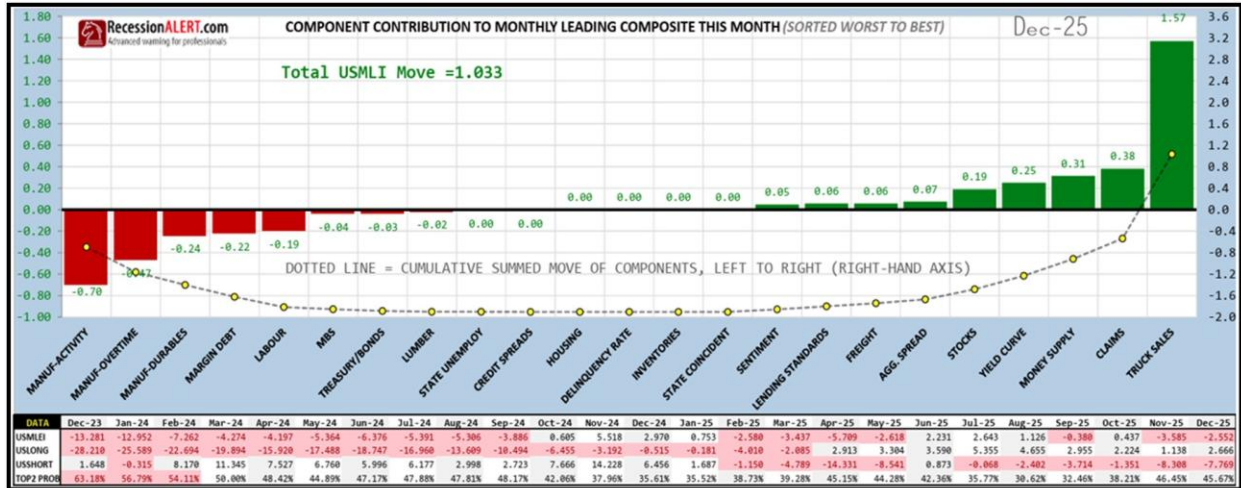 RecessionALERT.com
Advanced warning for professionals
COMPONENT CONTRIBUTION TO MONTHLY LEADING COMPOSITE THIS MONTH (SORTED WORST TO BEST)
Dec-25
Total USMLI Move =1.033
1.80
1.60
1.40
1.20
1.00
0.80
0.60
0.40
0.20
0.00
-0.20
-0.40
-0.60
-0.80
-1.00
3.6
3.2
2.8
2.4
2.0
1.6
1.2
0.8
0.4
0.0
-0.4
-0.8
-1.2
-1.6
-2.0
-0.70
-0.47
-0.24
-0.22
-0.19
-0.04
-0.03
-0.02
0.00
0.00
0.00
0.00
0.00
0.00
0.05
0.06
0.06
0.07
0.19
0.25
0.31
0.38
1.57
DOTTED LINE = CUMULATIVE SUMMED MOVE OF COMPONENTS, LEFT TO RIGHT (RIGHT-HAND AXIS)
MANUF-ACTIVITY
MANUF-OVERTIME
MANUF-DURABLES
MARGIN DEBT
LABOUR
MBS
TREASURY/BONDS
LUMBER
STATE UNEMPLOY
CREDIT SPREADS
HOUSING
DELINQUENCY RATE
INVENTORIES
STATE COINCIDENT
SENTIMENT
LENDING STANDARDS
FREIGHT
AGG. SPREAD
STOCKS
YIELD CURVE
MONEY SUPPLY
CLAIMS
TRUCK SALES
DATA Dec-23 Jan-24 Feb-24 Mar-24 Apr-24 May-24 Jun-24 Jul-24 Aug-24 Sep-24 Oct-24 Nov-24 Dec-24 Jan-25 Feb-25 Mar-25 Apr-25 May-25 Jun-25 Jul-25 Aug-25 Sep-25 Oct-25 Nov-25 Dec-25
USMLEI -13.281 -12.952 -7.262 -4.274 -4.197 -5.364 -6.376 -5.391 -5.306 -3.886 0.605 5.518 2.970 0.753 -2.580 -3.437 -5.709 -2.618 2.231 2.643 1.126 -0.380 0.437 -3.585 -2.552
USLONG -28.210 -25.589 -22.694 -19.894 -15.920 -17.488 -18.747 -16.960 -13.609 -10.494 -6.455 -3.192 -0.515 -0.181 -4.010 -2.085 2.913 3.304 3.590 5.355 4.655 2.955 2.224 1.138 2.666
USSHORT 1.648 -0.315 8.170 11.345 7.527 6.760 5.996 6.177 2.998 2.723 7.666 14.228 6.456 1.687 -1.150 -4.789 -14.331 -8.541 0.873 -0.068 -2.402 -3.714 -1.351 -8.308 -7.769
TOP2 PROB 63.18% 56.79% 54.11% 50.00% 48.42% 44.89% 47.17% 47.88% 47.81% 48.17% 42.06% 37.96% 35.61% 35.52% 38.73% 39.28% 45.15% 44.28% 42.36% 35.77% 30.62% 32.46% 38.21% 46.45% 45.67%